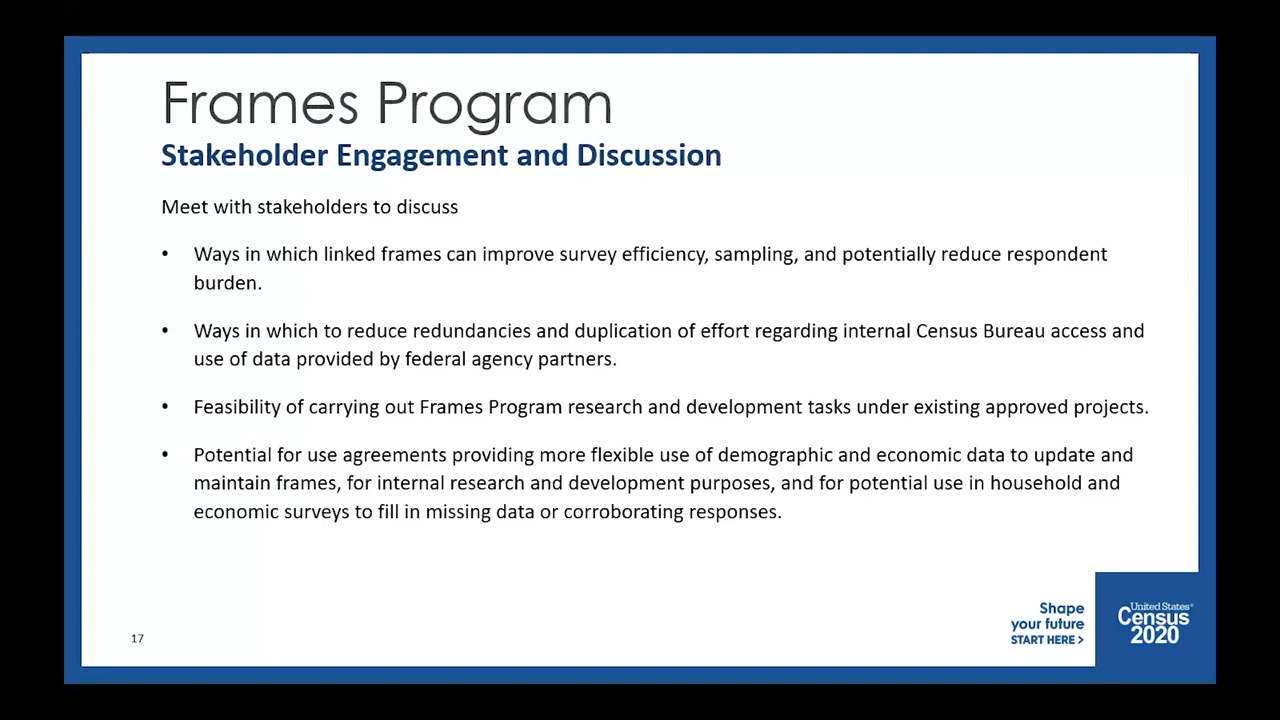 Frames Program
Stakeholder Engagement and Discussion
Meet with stakeholders to discuss
• Ways in which linked frames can improve survey efficiency, sampling, and potentially reduce respondent
burden.
• Ways in which to reduce redundancies and duplication of effort regarding internal Census Bureau access and
use of data provided by federal agency partners.
• Feasibility of carrying out Frames Program research and development tasks under existing approved projects.
• Potential for use agreements providing more flexible use of demographic and economic data to update and
maintain frames, for internal research and development purposes, and for potential use in household and
economic surveys to fill in missing data or corroborating responses.
17
Shape
your future
START HERE >
United States®
Census
2020